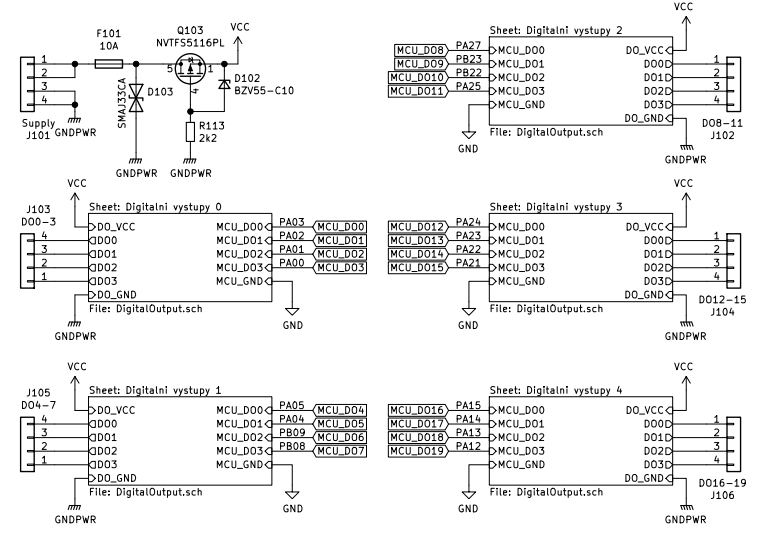 F101
10A
Q103
NVTFS5116PL
VCC
1
2
3
4
Supply
J101
GNDPWR
SMAJ33CA
D103
GNDPWR
5
1
4
D102
BZV55-C10
R113
2k2
GNDPWR
VCC
Sheet: Digitalni vystupy 2
MCU_DO8 PA27 MCU_DO0 DO_VCC
MCU_DO9 PB23 MCU_DO1 DO0 1
MCU_DO10 PB22 MCU_DO2 DO1 2
MCU_DO11 PA25 MCU_DO3 DO2 3
MCU_GND DO3 4
DO_GND
File: DigitalOutput.sch
GND
GNDPWR
DO8-11
J102
VCC
J103
DO0-3
Sheet: Digitalni vystupy 0
DO_VCC MCU_DO0 PA03 MCU_DO0
4 DO0 MCU_DO1 PA02 MCU_DO1
3 DO1 MCU_DO2 PA01 MCU_DO2
2 DO2 MCU_DO3 PA00 MCU_DO3
1 DO3 MCU_GND
DO_GND
File: DigitalOutput.sch
GNDPWR
GND
VCC
Sheet: Digitalni vystupy 3
MCU_DO12 PA24 MCU_DO0 DO_VCC
MCU_DO13 PA23 MCU_DO1 DO0 1
MCU_DO14 PA22 MCU_DO2 DO1 2
MCU_DO15 PA21 MCU_DO3 DO2 3
MCU_GND DO3 4
DO_GND
File: DigitalOutput.sch
GND
GNDPWR
DO12-15
J104
VCC
J105
DO4-7
Sheet: Digitalni vystupy 1
DO_VCC MCU_DO0 PA05 MCU_DO4
4 DO0 MCU_DO1 PA04 MCU_DO5
3 DO1 MCU_DO2 PB09 MCU_DO6
2 DO2 MCU_DO3 PB08 MCU_DO7
1 DO3 MCU_GND
DO_GND
File: DigitalOutput.sch
GNDPWR
GND
VCC
Sheet: Digitalni vystupy 4
MCU_DO16 PA15 MCU_DO0 DO_VCC
MCU_DO17 PA14 MCU_DO1 DO0 1
MCU_DO18 PA13 MCU_DO2 DO1 2
MCU_DO19 PA12 MCU_DO3 DO2 3
MCU_GND DO3 4
DO_GND
File: DigitalOutput.sch
GND
GNDPWR
DO16-19
J106